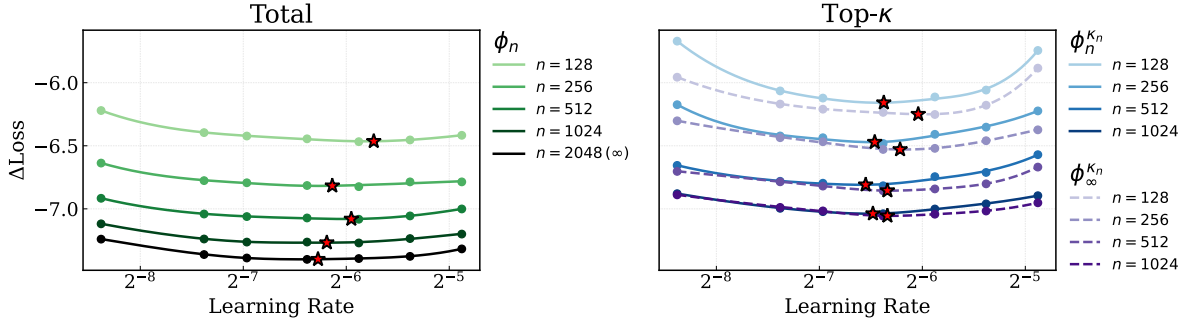 Total
Top-κ
ΔLoss
−6.0
−6.5
−7.0
2⁻⁸
2⁻⁷
2⁻⁶
2⁻⁵
Learning Rate
ϕₙ
n = 128
n = 256
n = 512
n = 1024
n = 2048 (∞)
2⁻⁸
2⁻⁷
2⁻⁶
2⁻⁵
Learning Rate
ϕₙ^κₙ
n = 128
n = 256
n = 512
n = 1024
ϕ_∞^κₙ
n = 128
n = 256
n = 512
n = 1024